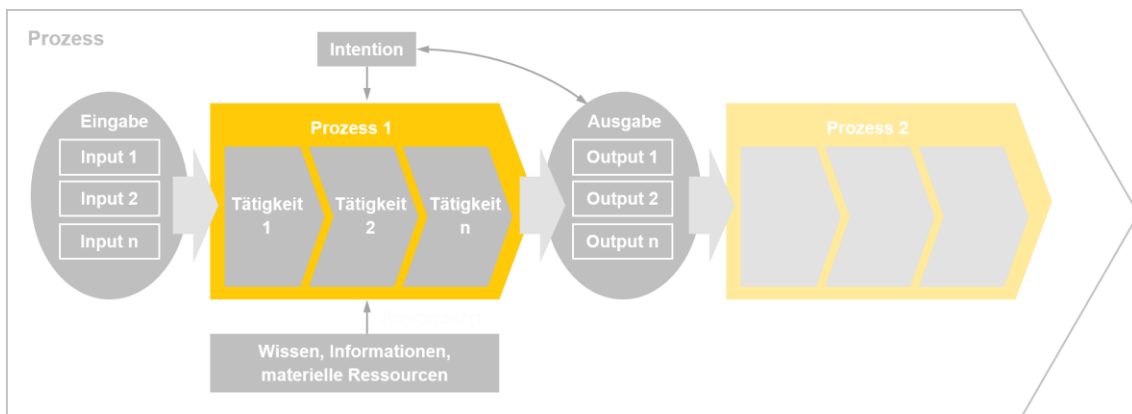 Prozess
Intention
Eingabe
Input 1
Input 2
Input n
Prozess 1
Tätigkeit
1
Tätigkeit
2
Tätigkeit
n
Ausgabe
Output 1
Output 2
Output n
Prozess 2
Wissen, Informationen,
materielle Ressourcen